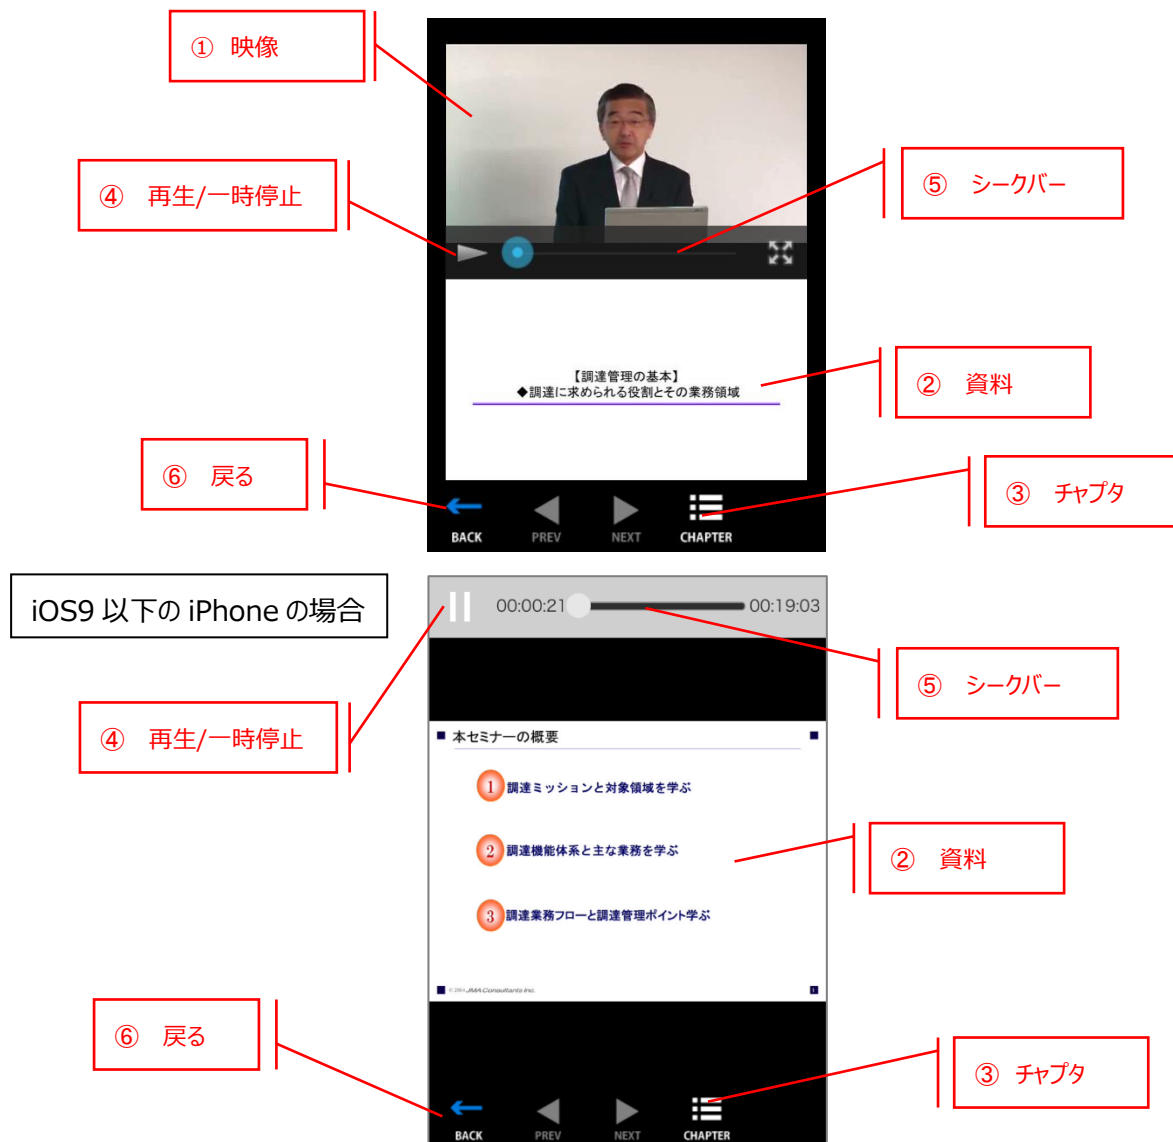 ① 映像
④ 再生/一時停止
⑤ シークバー
【調達管理の基本】
◆調達に求められる役割とその業務領域
② 資料
⑥ 戻る
③ チャプタ
BACK PREV NEXT CHAPTER
iOS9 以下の iPhone の場合
00:00:21 00:19:03
⑤ シークバー
④ 再生/一時停止
■ 本セミナーの概要 ■
1 調達ミッションと対象領域を学ぶ
2 調達機能体系と主な業務を学ぶ
② 資料
3 調達業務フローと調達管理ポイント学ぶ
© 2004 JMA Consultants Inc. 1
⑥ 戻る
③ チャプタ
BACK PREV NEXT CHAPTER